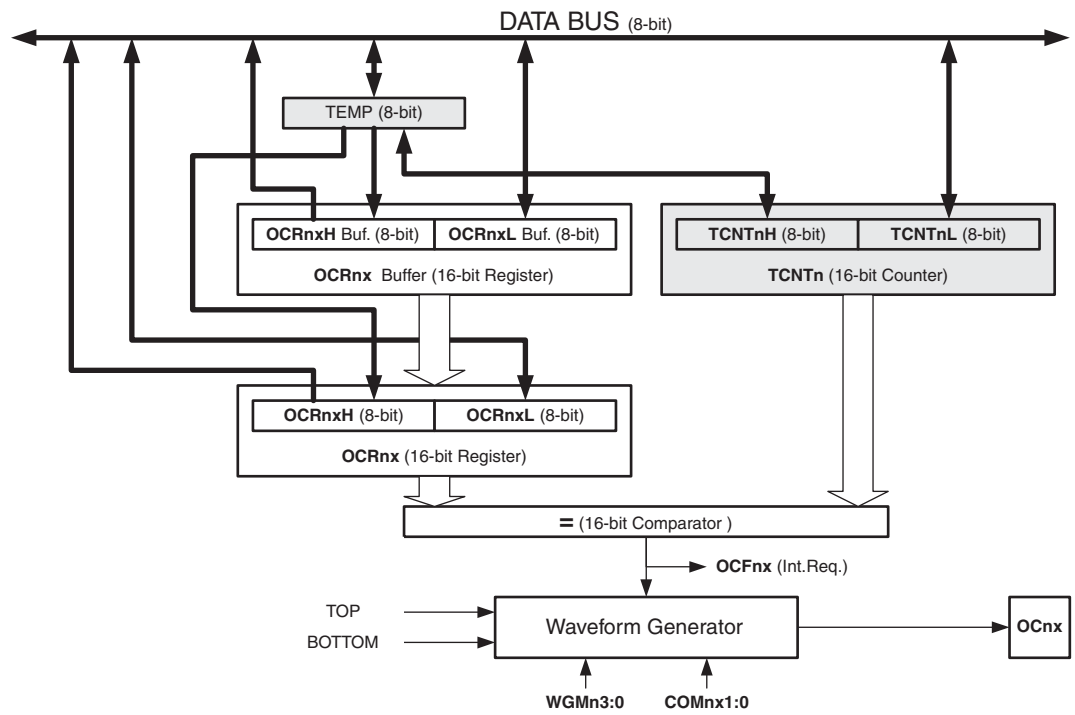 DATA BUS (8-bit)
TEMP (8-bit)
OCRnxH Buf. (8-bit) OCRnxL Buf. (8-bit)
OCRnx Buffer (16-bit Register)
TCNTnH (8-bit) TCNTnL (8-bit)
TCNTn (16-bit Counter)
OCRnxH (8-bit) OCRnxL (8-bit)
OCRnx (16-bit Register)
= (16-bit Comparator )
OCFnx (Int.Req.)
TOP
BOTTOM
Waveform Generator
OCnx
WGMn3:0 COMnx1:0